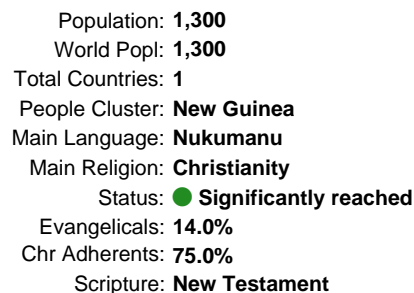 Population: 1,300
World Popl: 1,300
Total Countries: 1
People Cluster: New Guinea
Main Language: Nukumanu
Main Religion: Christianity
Status: Significantly reached
Evangelicals: 14.0%
Chr Adherents: 75.0%
Scripture: New Testament